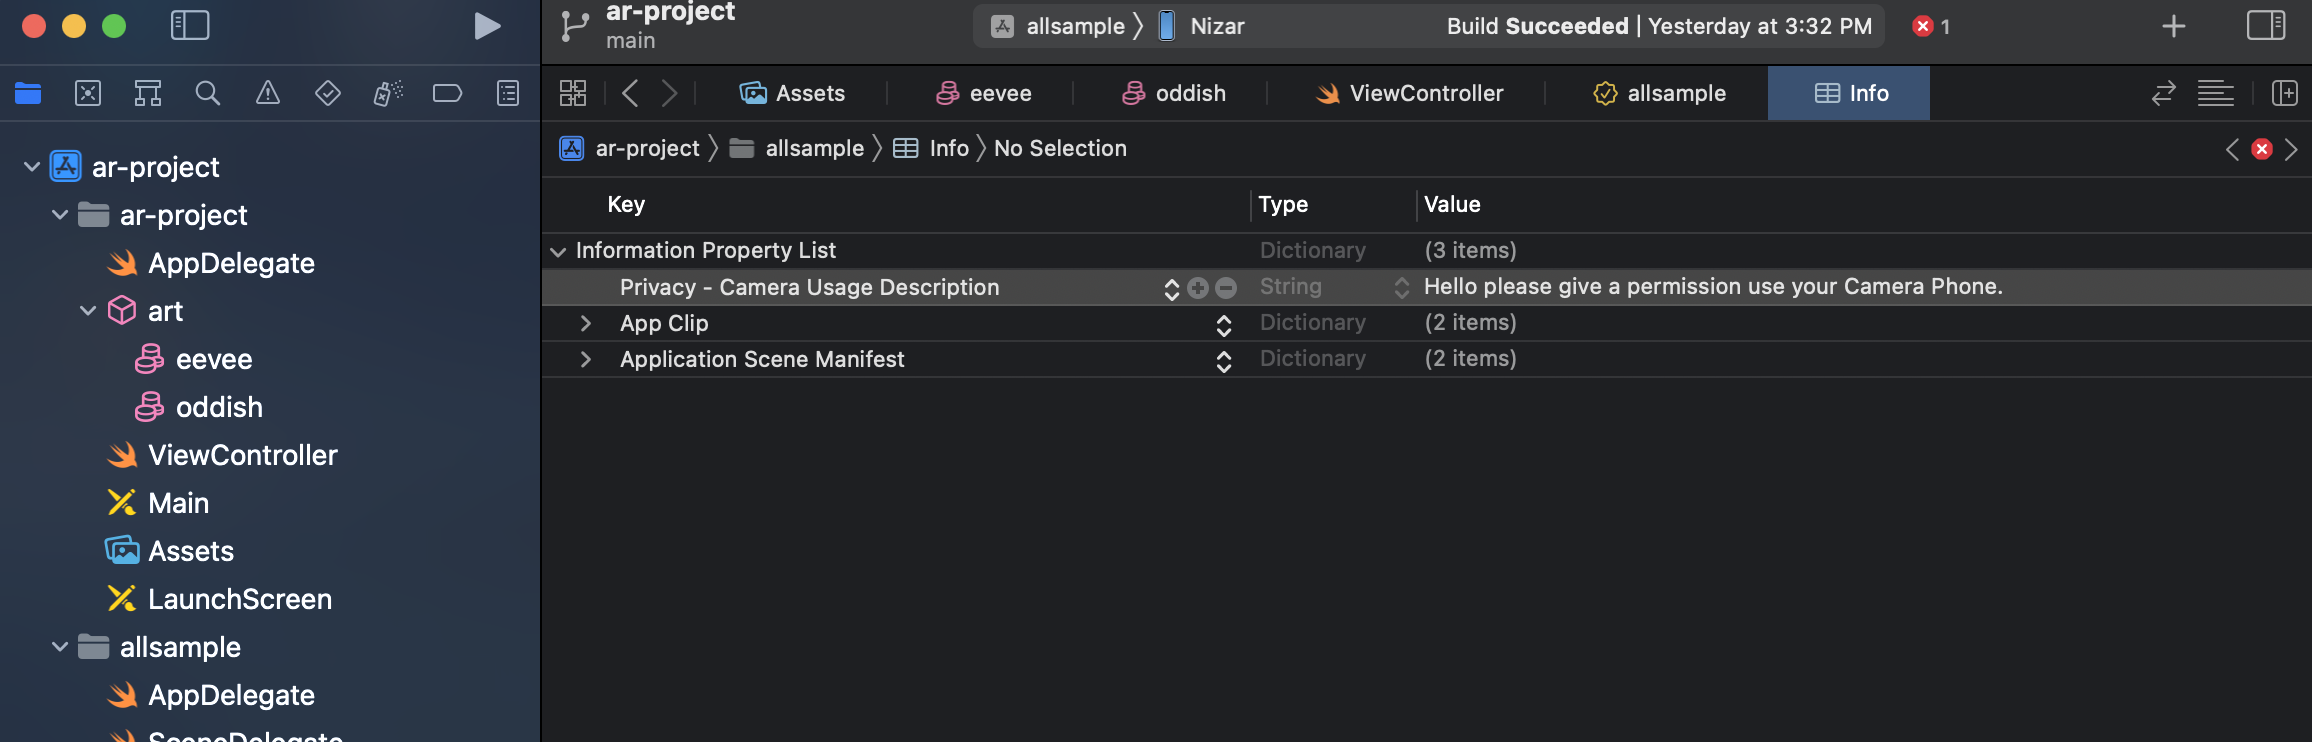 ar-project
main
allsample
Nizar
Build Succeeded | Yesterday at 3:32 PM
1
Assets
eevee
oddish
ViewController
allsample
Info
ar-project
allsample
Info
No Selection
ar-project
ar-project
AppDelegate
art
eevee
oddish
ViewController
Main
Assets
LaunchScreen
allsample
AppDelegate
SceneDelegate
Key Type Value
Information Property List Dictionary (3 items)
Privacy - Camera Usage Description String Hello please give a permission use your Camera Phone.
App Clip Dictionary (2 items)
Application Scene Manifest Dictionary (2 items)